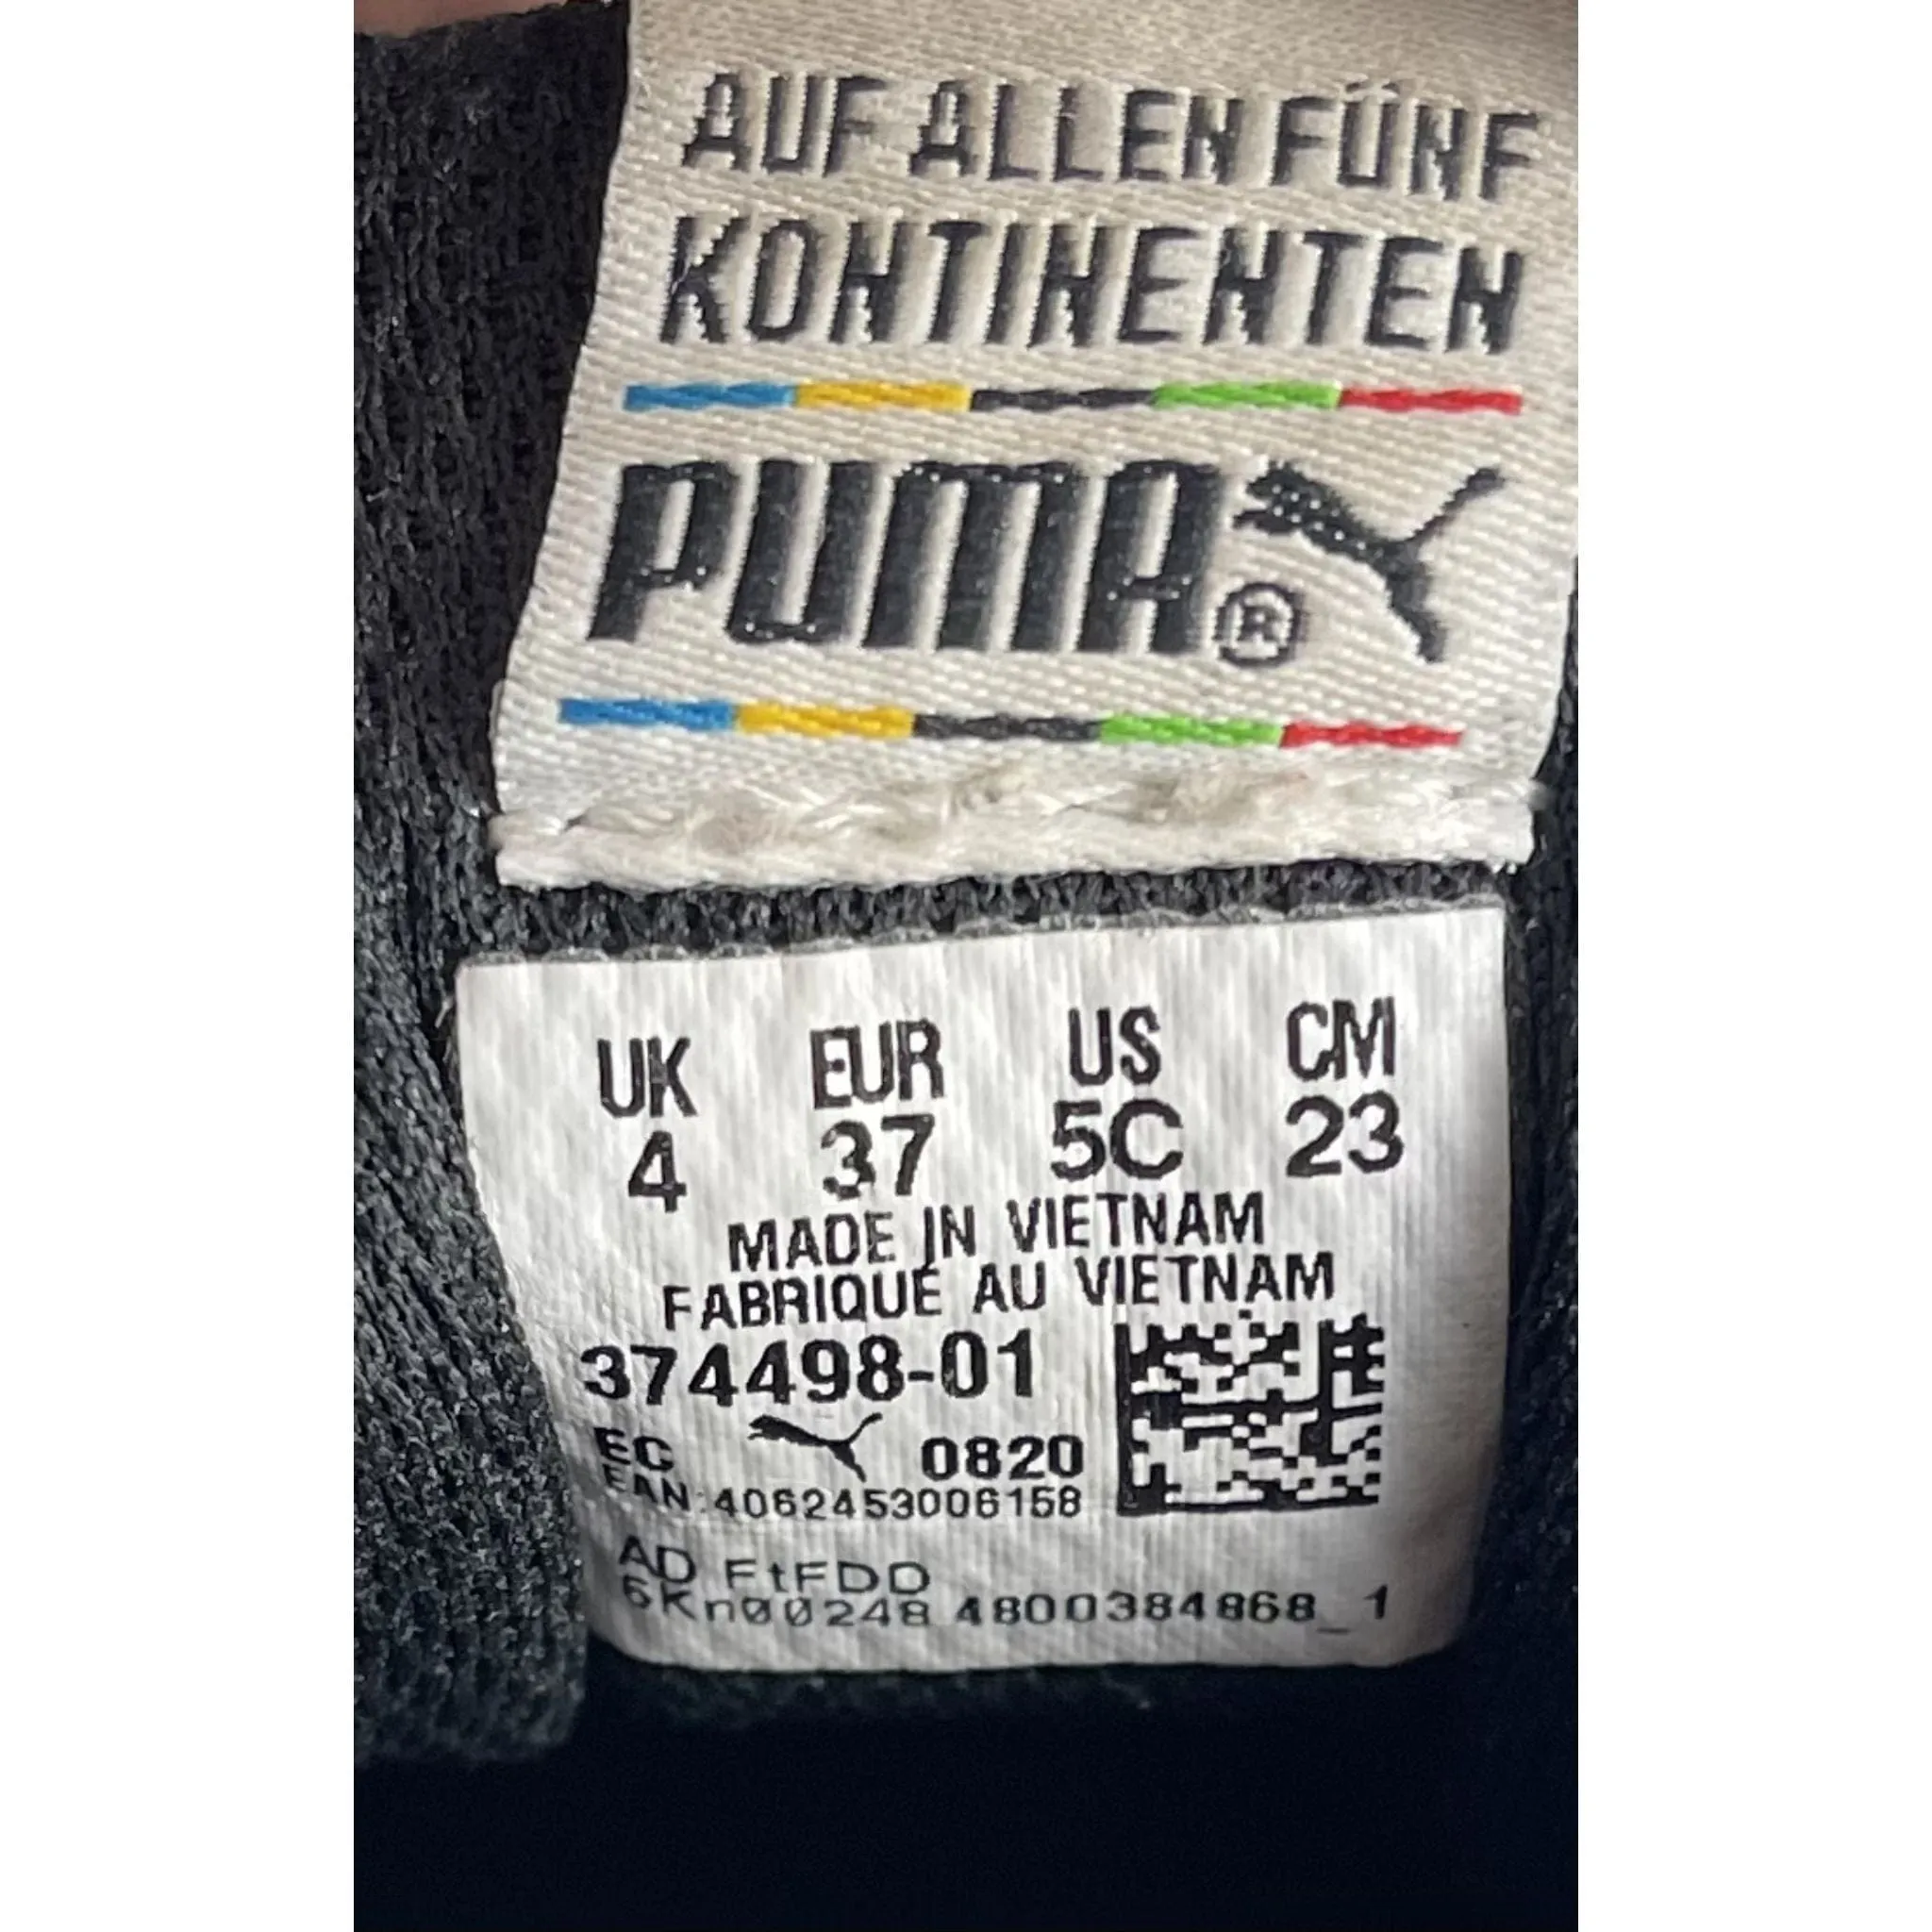 AUF ALLEN FÜNF
KONTINENTEN
PUMA ®
UK EUR US CM
4 37 5C 23
MADE IN VIETNAM
FABRIQUÉ AU VIETNAM
374498-01
EC 0820
EAN:4062453006158
AD FtFDD
6Kn00248 4800384868_1